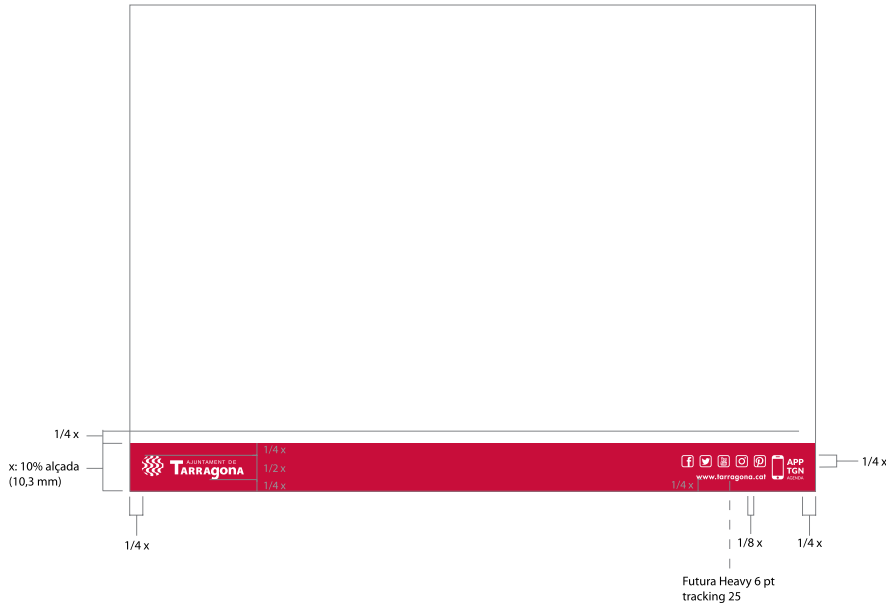 1/4 x
x: 10% alçada
(10,3 mm)
1/4 x
1/2 x
1/4 x
AJUNTAMENT DE
TARRAGONA
www.tarragona.cat
1/4 x
APP
TGN
AGENDA
1/4 x
1/4 x
1/8 x
1/4 x
Futura Heavy 6 pt
tracking 25